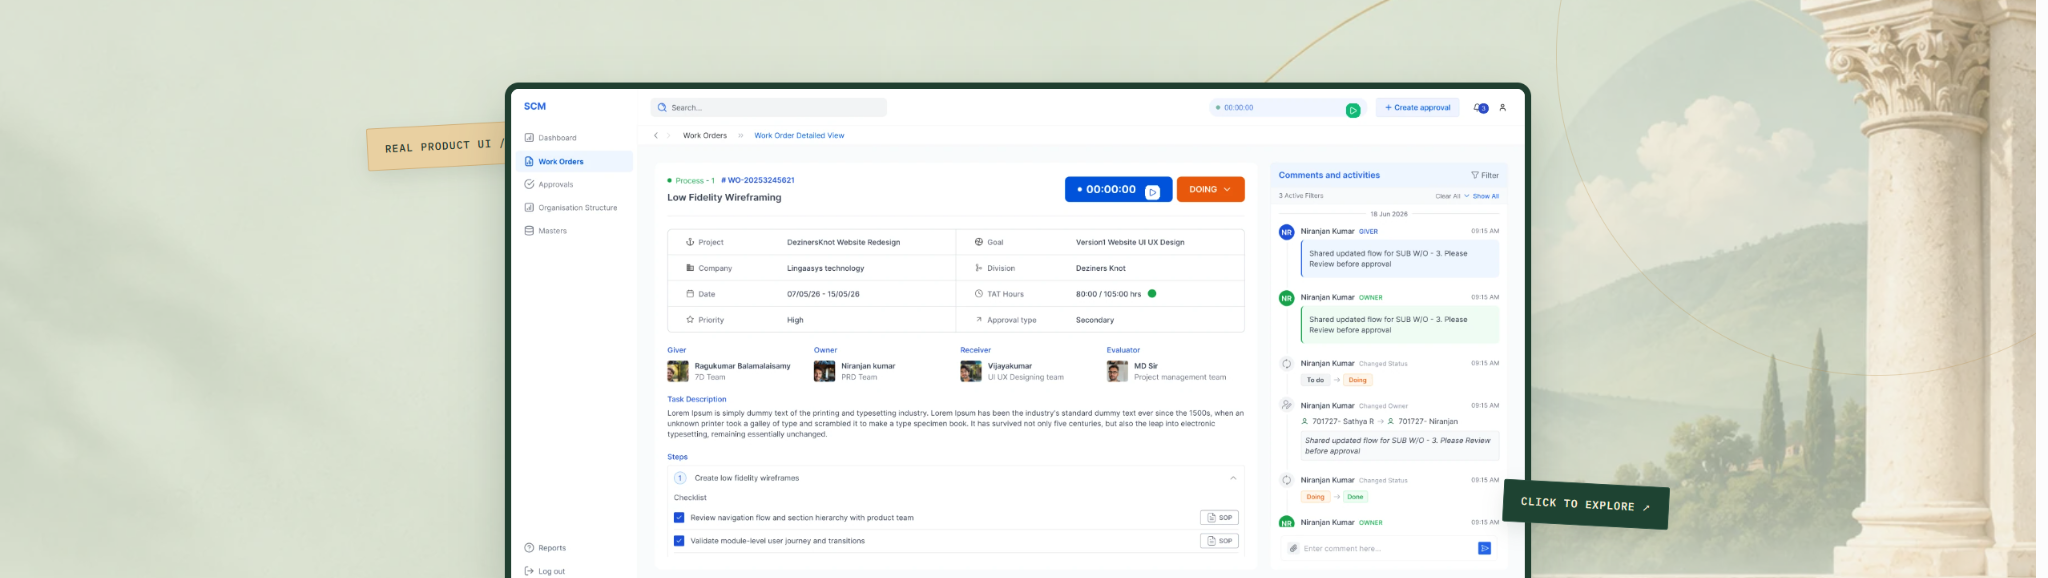 REAL PRODUCT UI /
SCM
Search...
00:00:00
+ Create approval
3
Dashboard
Work Orders
Approvals
Organisation Structure
Masters
Reports
Log out
Work Orders » Work Order Detailed View
Process - 1 # WO-20253245621
Low Fidelity Wireframing
00:00:00
DOING
Project DezinersKnot Website Redesign
Goal Version1 Website UI UX Design
Company Lingaasys technology
Division Deziners Knot
Date 07/05/26 - 15/05/26
TAT Hours 80:00 / 105:00 hrs
Priority High
Approval type Secondary
Giver
Ragukumar Balamalaisamy
7D Team
Owner
Niranjan kumar
PRD Team
Receiver
Vijayakumar
UI UX Designing team
Evaluator
MD Sir
Project management team
Task Description
Lorem Ipsum is simply dummy text of the printing and typesetting industry. Lorem Ipsum has been the industry's standard dummy text ever since the 1500s, when an
unknown printer took a galley of type and scrambled it to make a type specimen book. It has survived not only five centuries, but also the leap into electronic
typesetting, remaining essentially unchanged.
Steps
1 Create low fidelity wireframes
Checklist
Review navigation flow and section hierarchy with product team SOP
Validate module-level user journey and transitions SOP
Comments and activities Filter
3 Active Filters Clear All Show All
18 Jun 2026
NR Niranjan Kumar GIVER 09:15 AM
Shared updated flow for SUB W/O - 3. Please
Review before approval
NR Niranjan Kumar OWNER 09:15 AM
Shared updated flow for SUB W/O - 3. Please
Review before approval
Niranjan Kumar Changed Status 09:15 AM
To do → Doing
Niranjan Kumar Changed Owner 09:15 AM
701727- Sathya R → 701727- Niranjan
Shared updated flow for SUB W/O - 3. Please Review
before approval
Niranjan Kumar Changed Status 09:15 AM
Doing → Done
NR Niranjan Kumar OWNER 09:15 AM
Enter comment here...
CLICK TO EXPLORE ↗